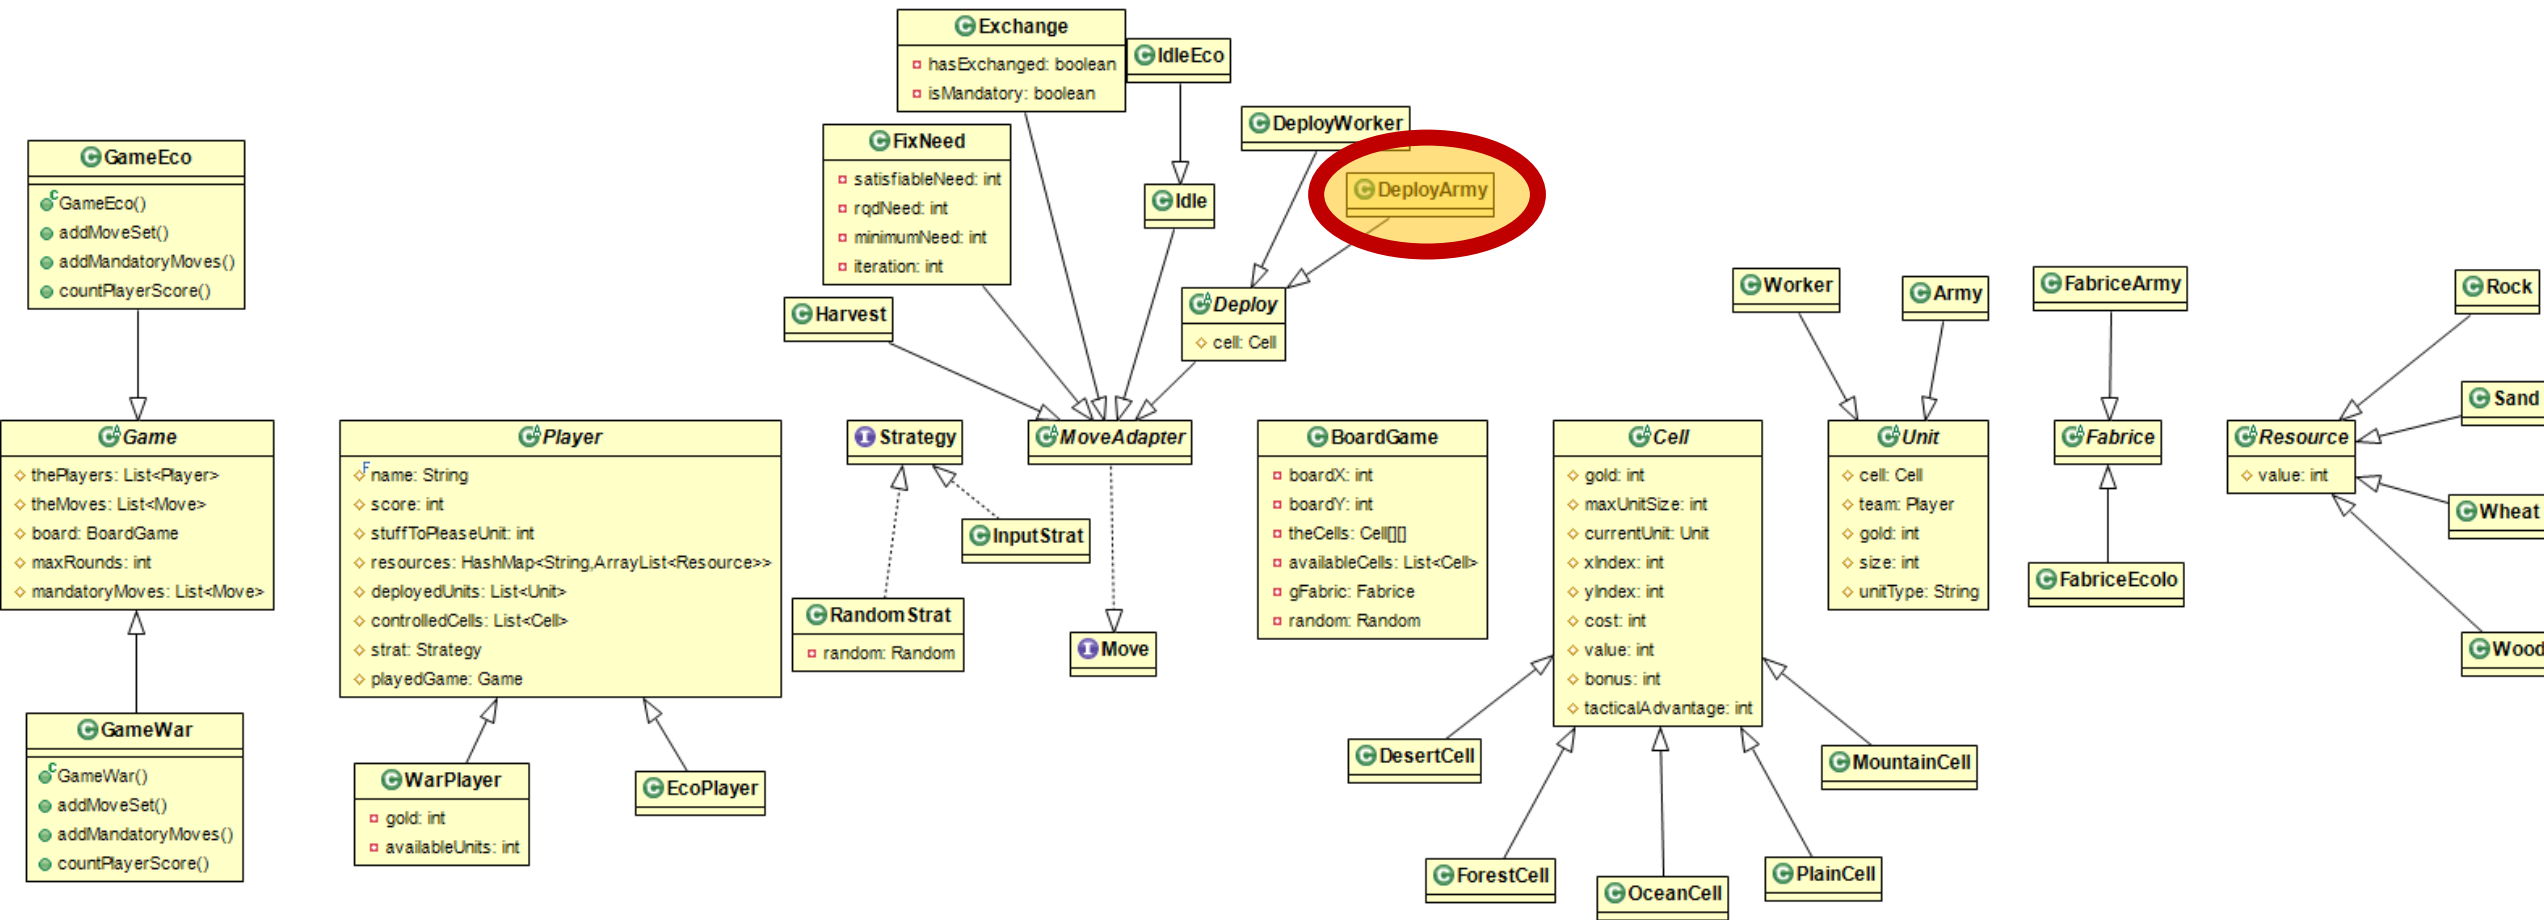 GameEco
GameEco()
addMoveSet()
addMandatoryMoves()
countPlayerScore()
Game
thePlayers: List<Player>
theMoves: List<Move>
board: BoardGame
maxRounds: int
mandatoryMoves: List<Move>
GameWar
GameWar()
addMoveSet()
addMandatoryMoves()
countPlayerScore()
Player
name: String
score: int
stuffToPleaseUnit: int
resources: HashMap<String,ArrayList<Resource>>
deployedUnits: List<Unit>
controlledCells: List<Cell>
strat: Strategy
playedGame: Game
WarPlayer
gold: int
availableUnits: int
EcoPlayer
Exchange
hasExchanged: boolean
isMandatory: boolean
IdleEco
FixNeed
satisfiableNeed: int
rqdNeed: int
minimumNeed: int
iteration: int
Idle
DeployWorker
DeployArmy
Harvest
Deploy
cell: Cell
Strategy
MoveAdapter
InputStrat
RandomStrat
random: Random
Move
BoardGame
boardX: int
boardY: int
theCells: Cell[][]
availableCells: List<Cell>
gFabric: Fabrice
random: Random
Cell
gold: int
maxUnitSize: int
currentUnit: Unit
xIndex: int
yIndex: int
cost: int
value: int
bonus: int
tacticalAdvantage: int
DesertCell
MountainCell
ForestCell
OceanCell
PlainCell
Worker
Army
Unit
cell: Cell
team: Player
gold: int
size: int
unitType: String
FabriceArmy
Fabrice
FabriceEcolo
Rock
Sand
Resource
value: int
Wheat
Wood